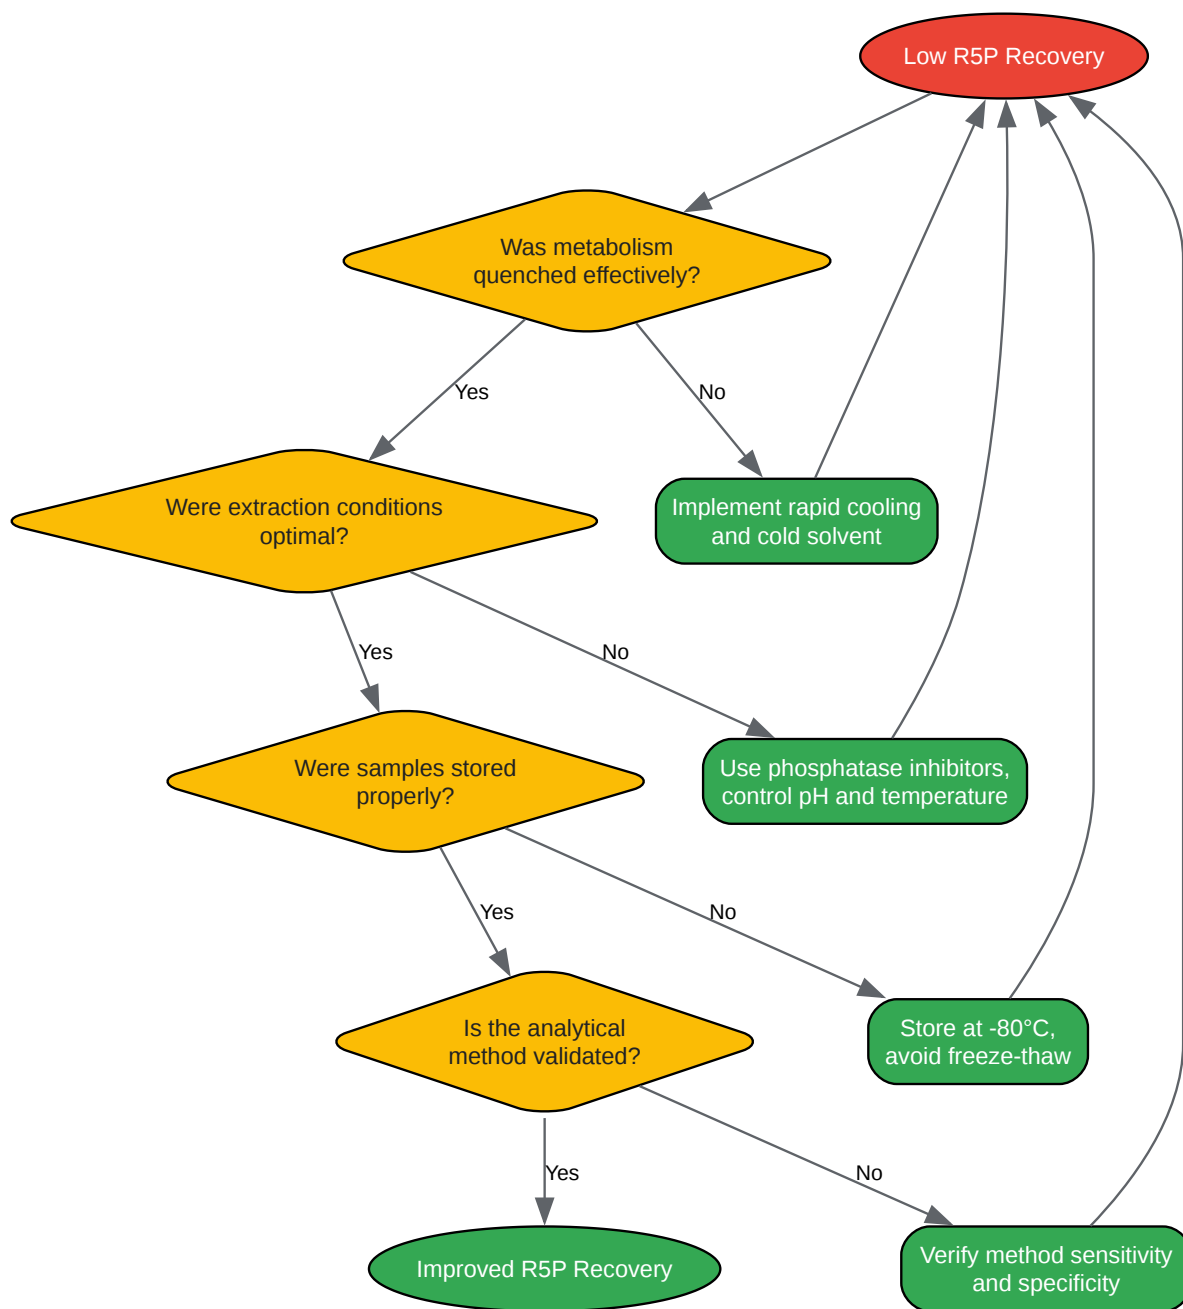 Low R5P Recovery
Was metabolism
quenched effectively?
Yes
No
Were extraction conditions
optimal?
Implement rapid cooling
and cold solvent
Yes
No
Were samples stored
properly?
Use phosphatase inhibitors,
control pH and temperature
Yes
No
Is the analytical
method validated?
Store at -80°C,
avoid freeze-thaw
Yes
No
Improved R5P Recovery
Verify method sensitivity
and specificity